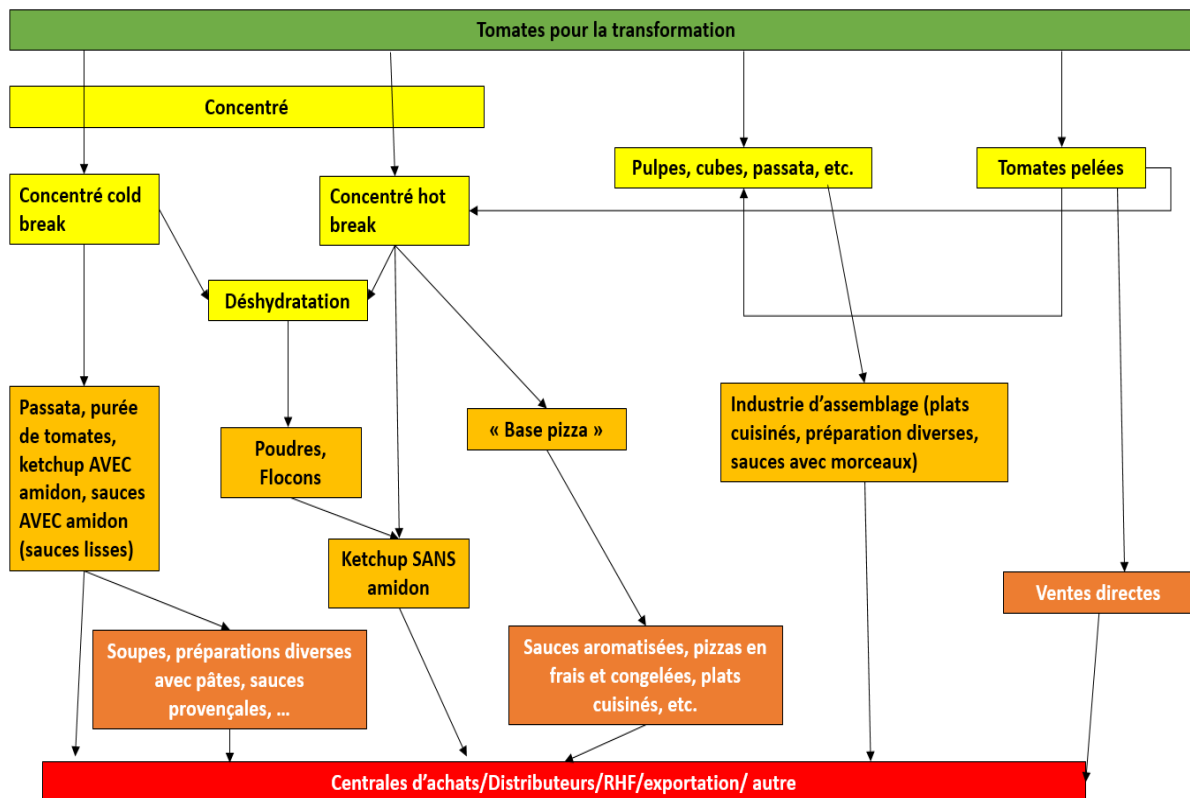 Tomates pour la transformation
Concentré
Pulpes, cubes, passata, etc.
Tomates pelées
Concentré cold
break
Concentré hot
break
Déshydratation
Passata, purée
de tomates,
ketchup AVEC
amidon, sauces
AVEC amidon
(sauces lisses)
Poudres,
Flocons
« Base pizza »
Industrie d’assemblage (plats
cuisinés, préparation diverses,
sauces avec morceaux)
Ketchup SANS
amidon
Ventes directes
Soupes, préparations diverses
avec pâtes, sauces
provençales, …
Sauces aromatisées, pizzas en
frais et congelées, plats
cuisinés, etc.
Centrales d’achats/Distributeurs/RHF/exportation/ autre